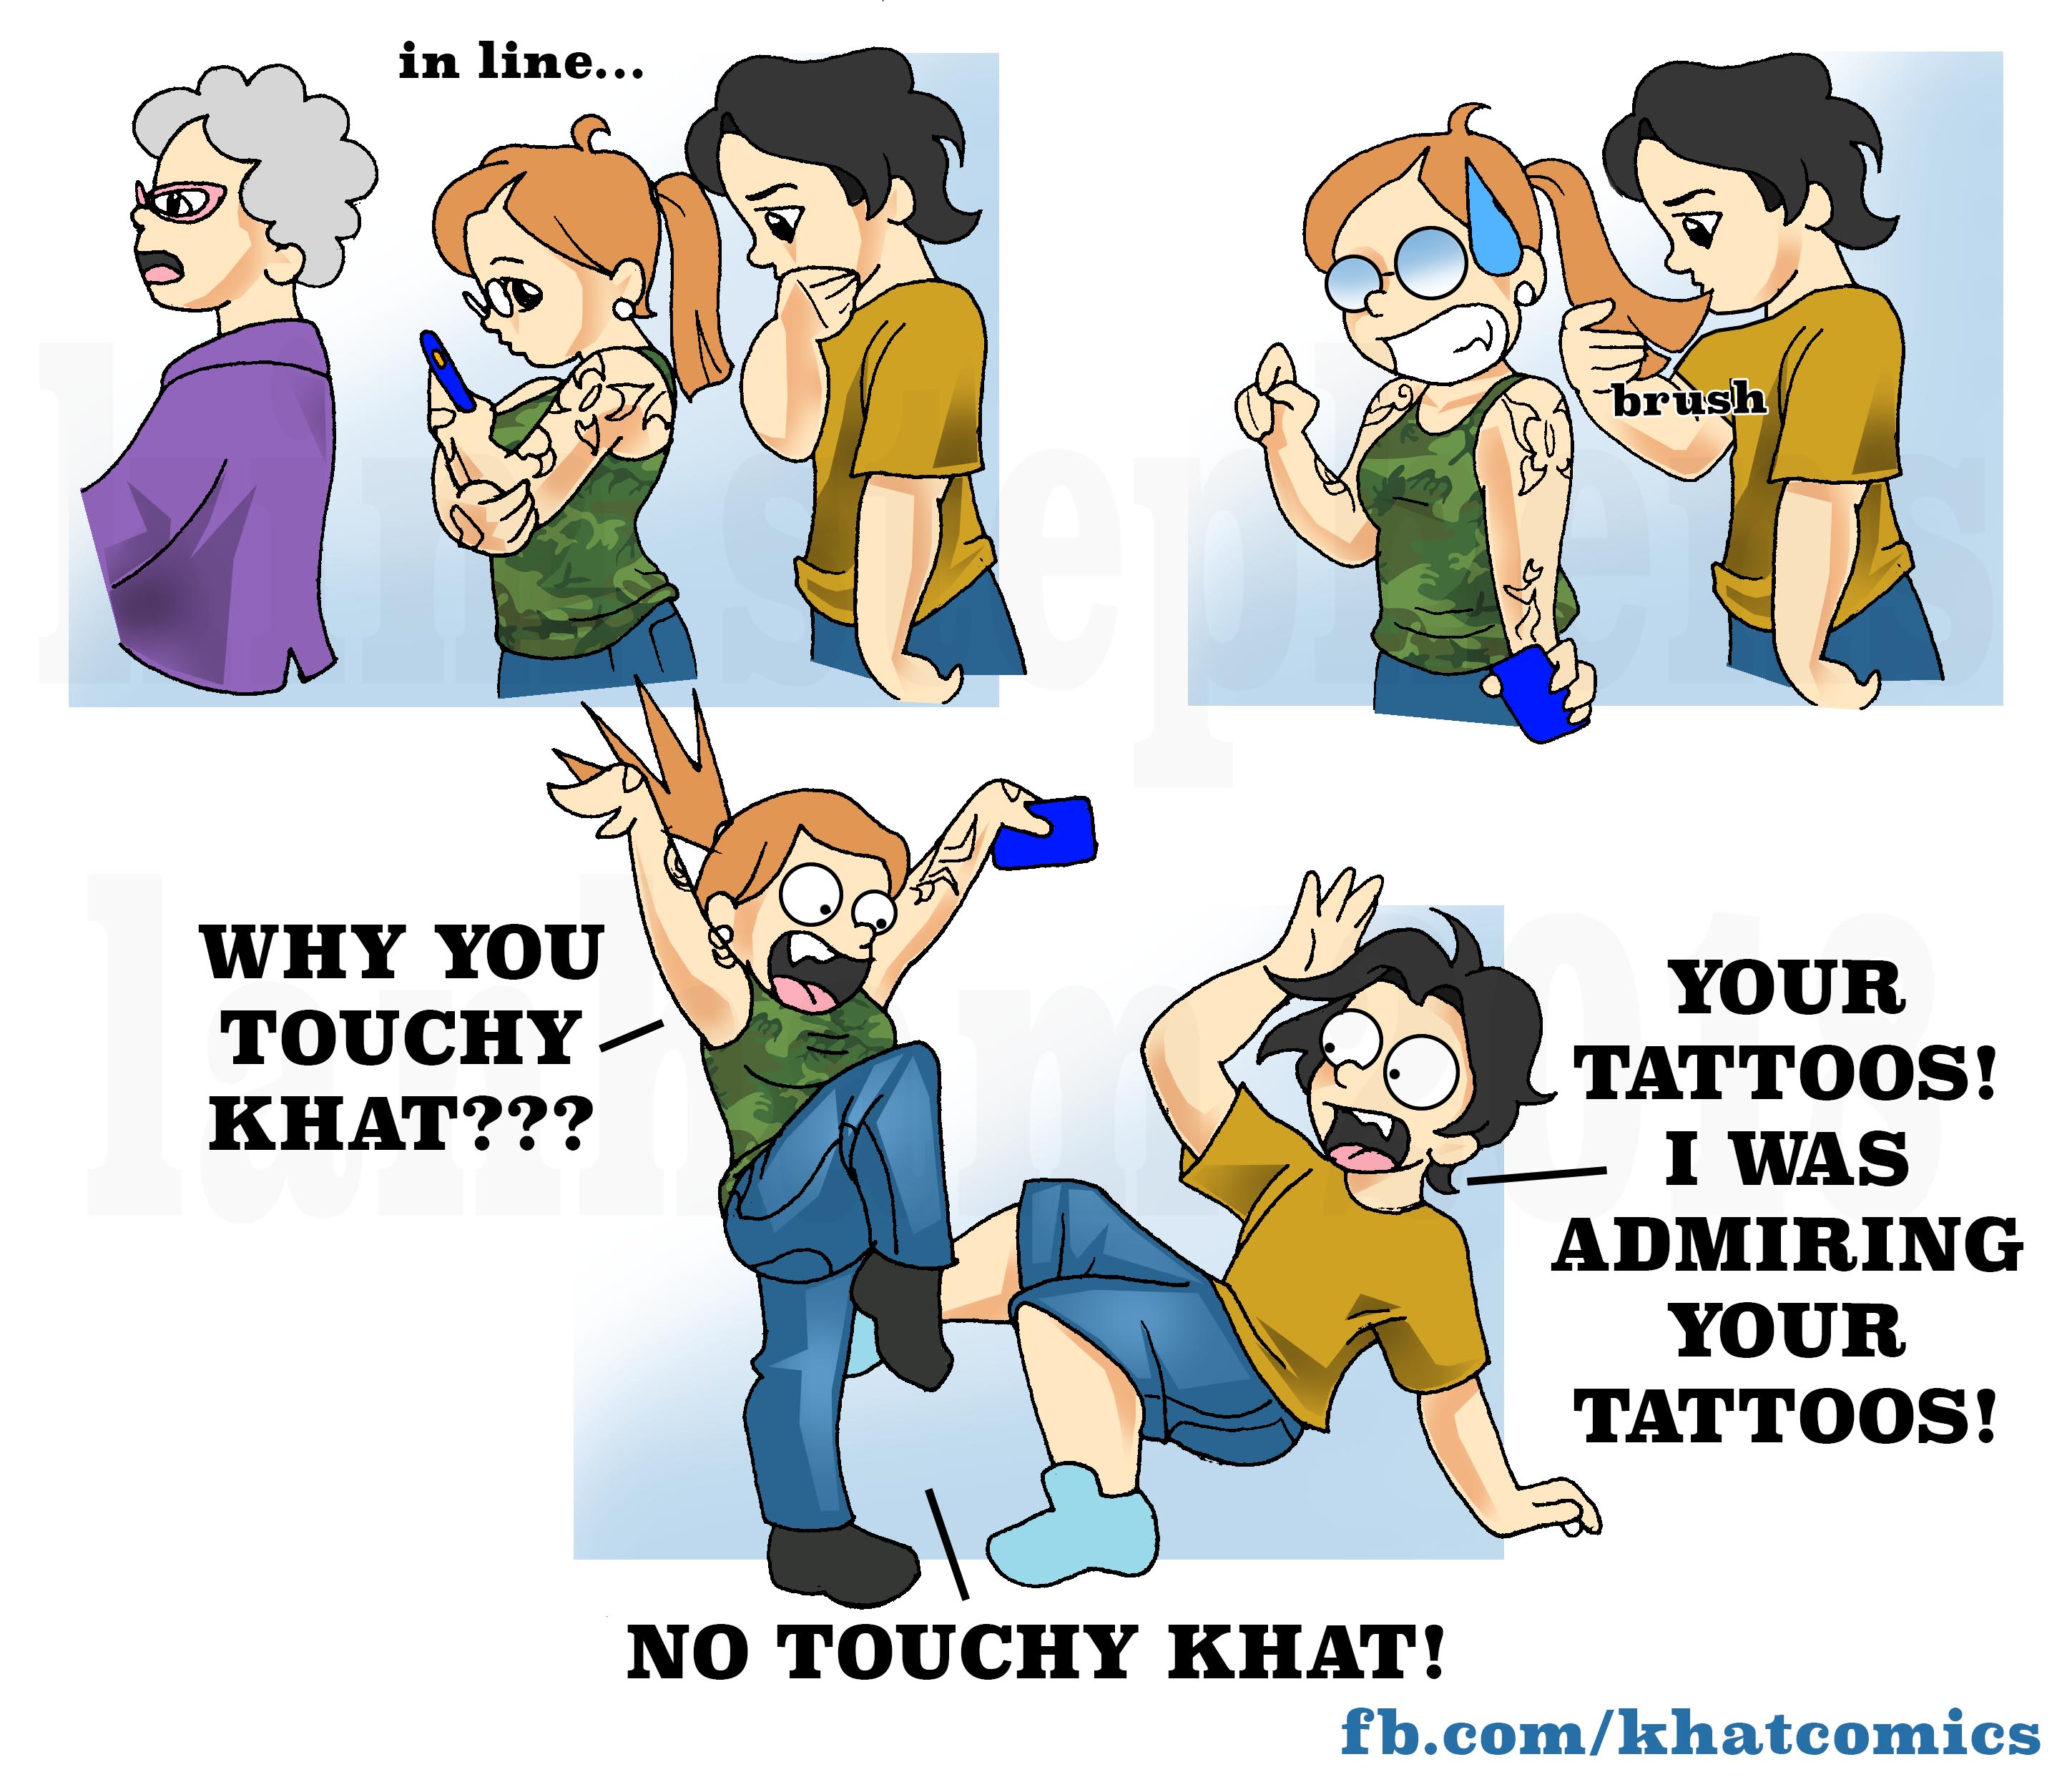 in line...
brush
WHY YOU
TOUCHY
KHAT???
YOUR
TATTOOS!
I WAS
ADMIRING
YOUR
TATTOOS!
NO TOUCHY KHAT!
fb.com/khatcomics